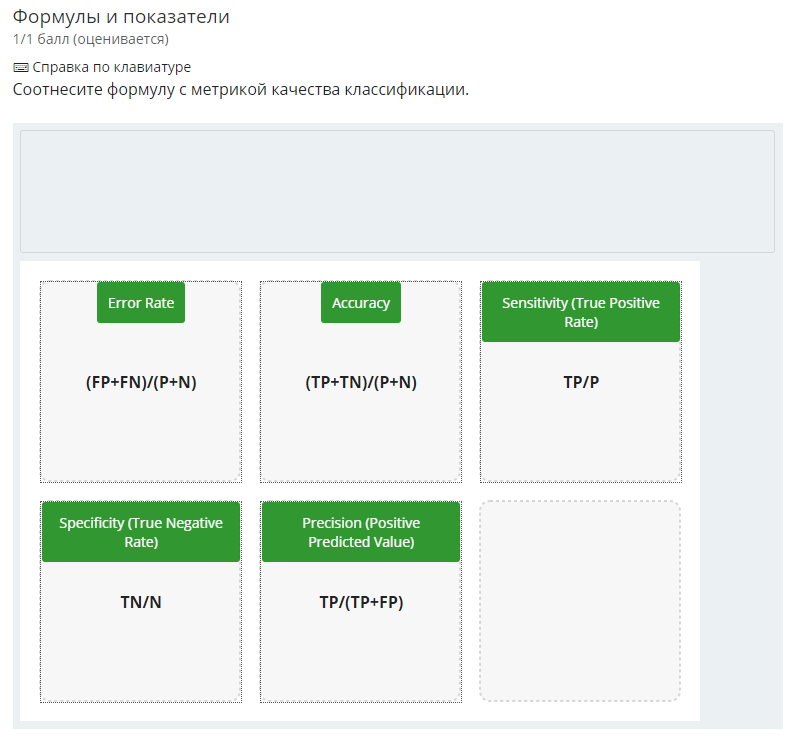 Формулы и показатели
1/1 балл (оценивается)
Справка по клавиатуре
Соотнесите формулу с метрикой качества классификации.
Error Rate
(FP+FN)/(P+N)
Accuracy
(TP+TN)/(P+N)
Sensitivity (True Positive
Rate)
TP/P
Specificity (True Negative
Rate)
TN/N
Precision (Positive
Predicted Value)
TP/(TP+FP)